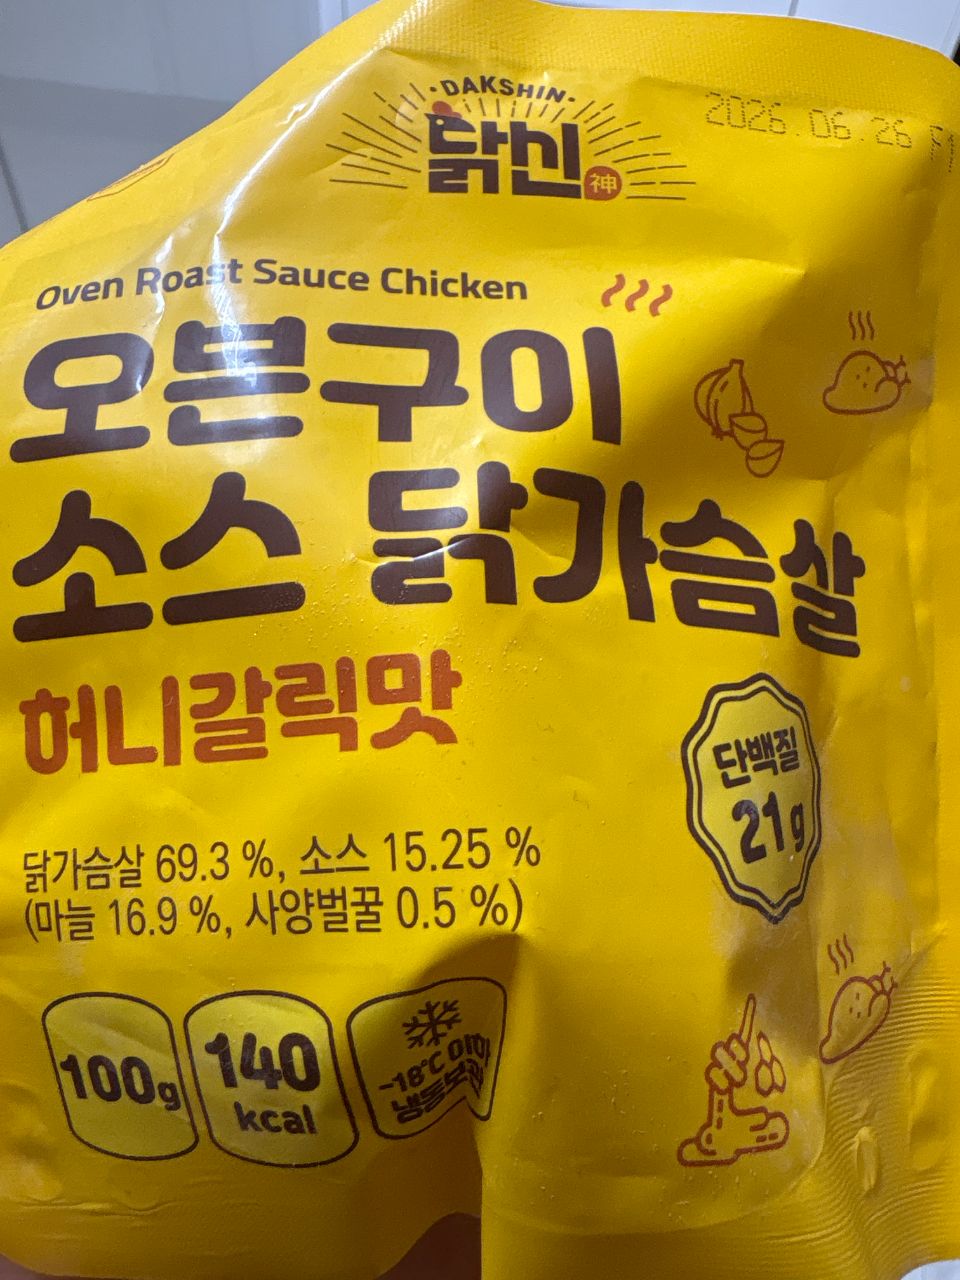 DAKSHIN
닭신 神
2026.06.26 F1
Oven Roast Sauce Chicken
오븐구이
소스 닭가슴살
허니갈릭맛
단백질
21g
닭가슴살 69.3 %, 소스 15.25 %
(마늘 16.9 %, 사양벌꿀 0.5 %)
100g
140
kcal
-18℃ 이하
냉동보관